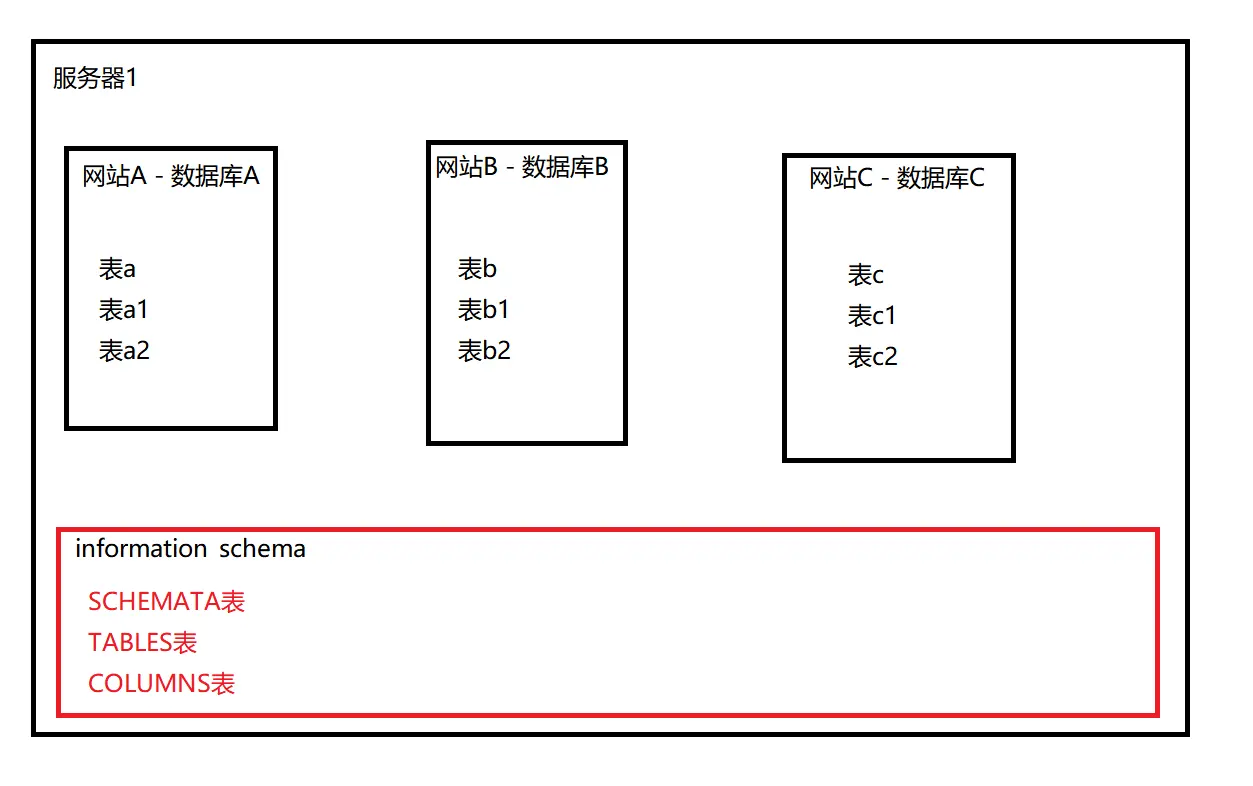 服务器1
网站A - 数据库A
表a
表a1
表a2
网站B - 数据库B
表b
表b1
表b2
网站C - 数据库C
表c
表c1
表c2
information schema
SCHEMATA表
TABLES表
COLUMNS表